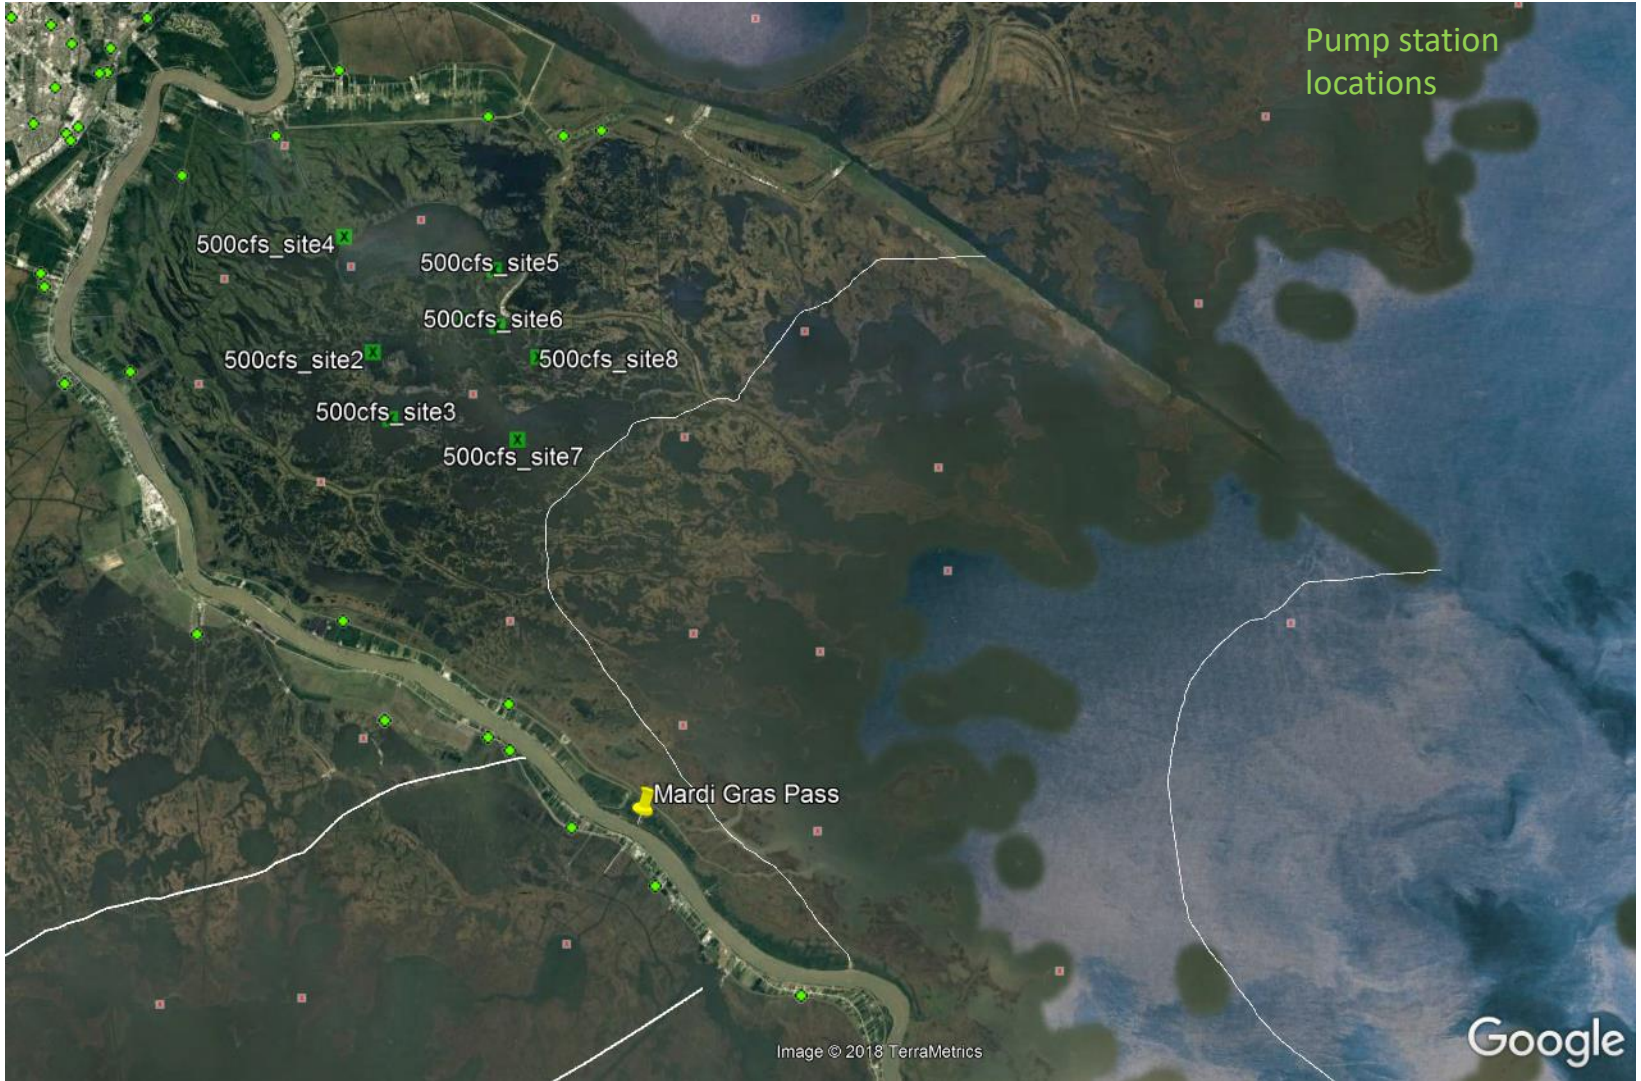 Pump station
locations
500cfs_site4
500cfs_site5
500cfs_site6
500cfs_site2
500cfs_site8
500cfs_site3
500cfs_site7
Mardi Gras Pass
Image © 2018 TerraMetrics
Google